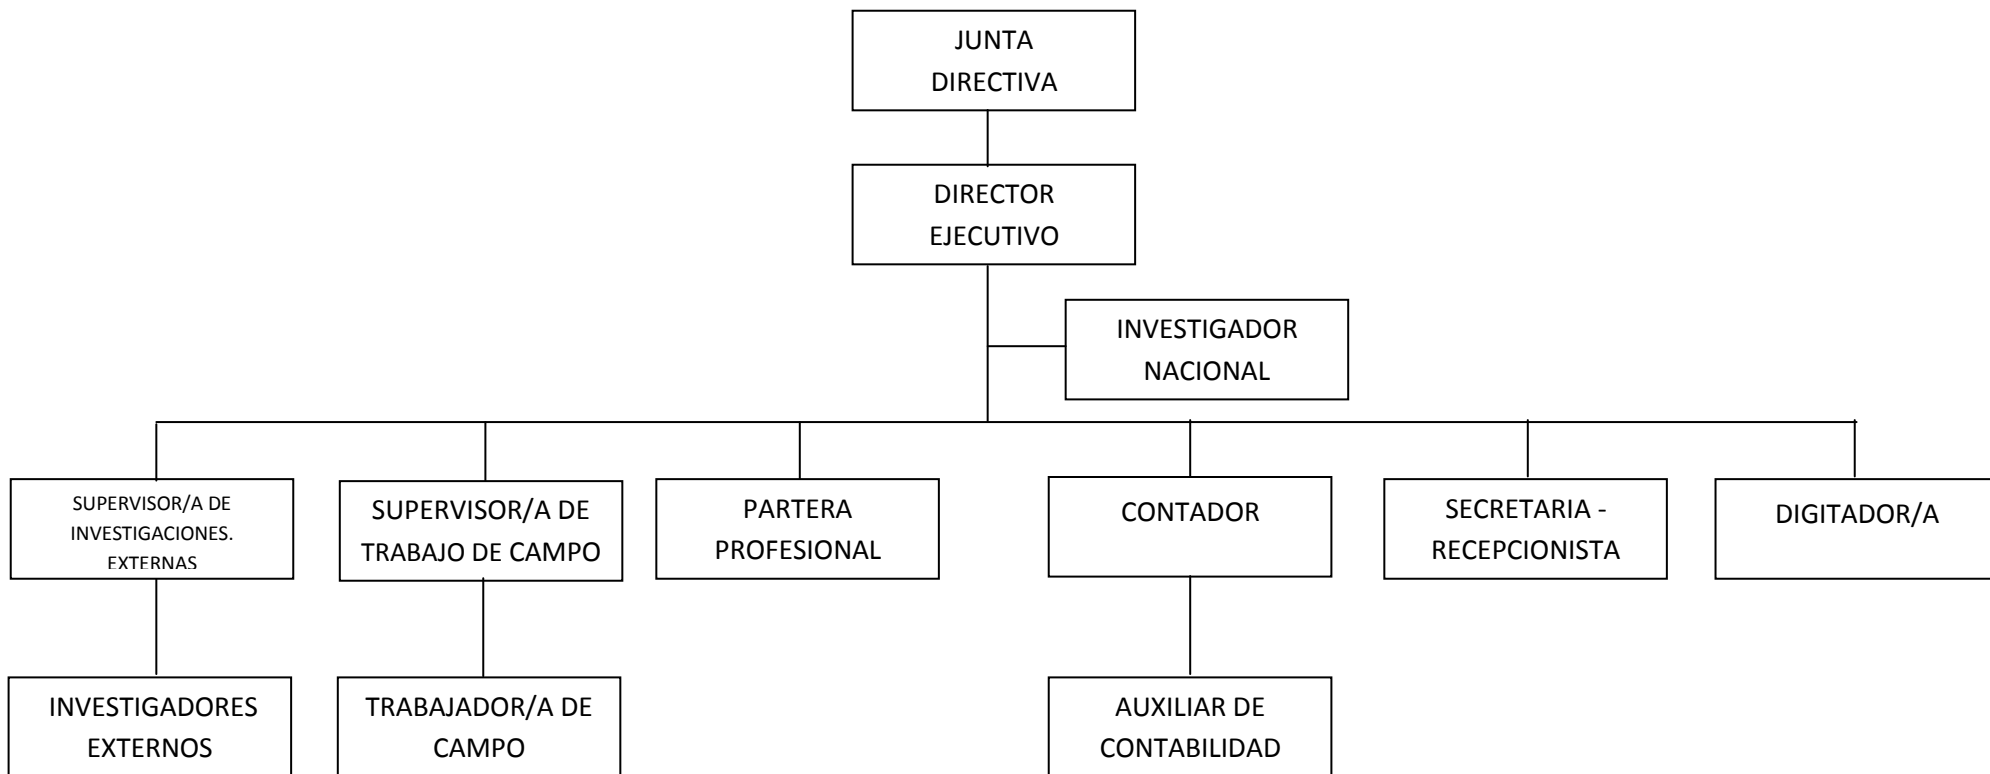 JUNTA
DIRECTIVA
DIRECTOR
EJECUTIVO
INVESTIGADOR
NACIONAL
SUPERVISOR/A DE
INVESTIGACIONES.
EXTERNAS
SUPERVISOR/A DE
TRABAJO DE CAMPO
PARTERA
PROFESIONAL
CONTADOR
SECRETARIA -
RECEPCIONISTA
DIGITADOR/A
INVESTIGADORES
EXTERNOS
TRABAJADOR/A DE
CAMPO
AUXILIAR DE
CONTABILIDAD